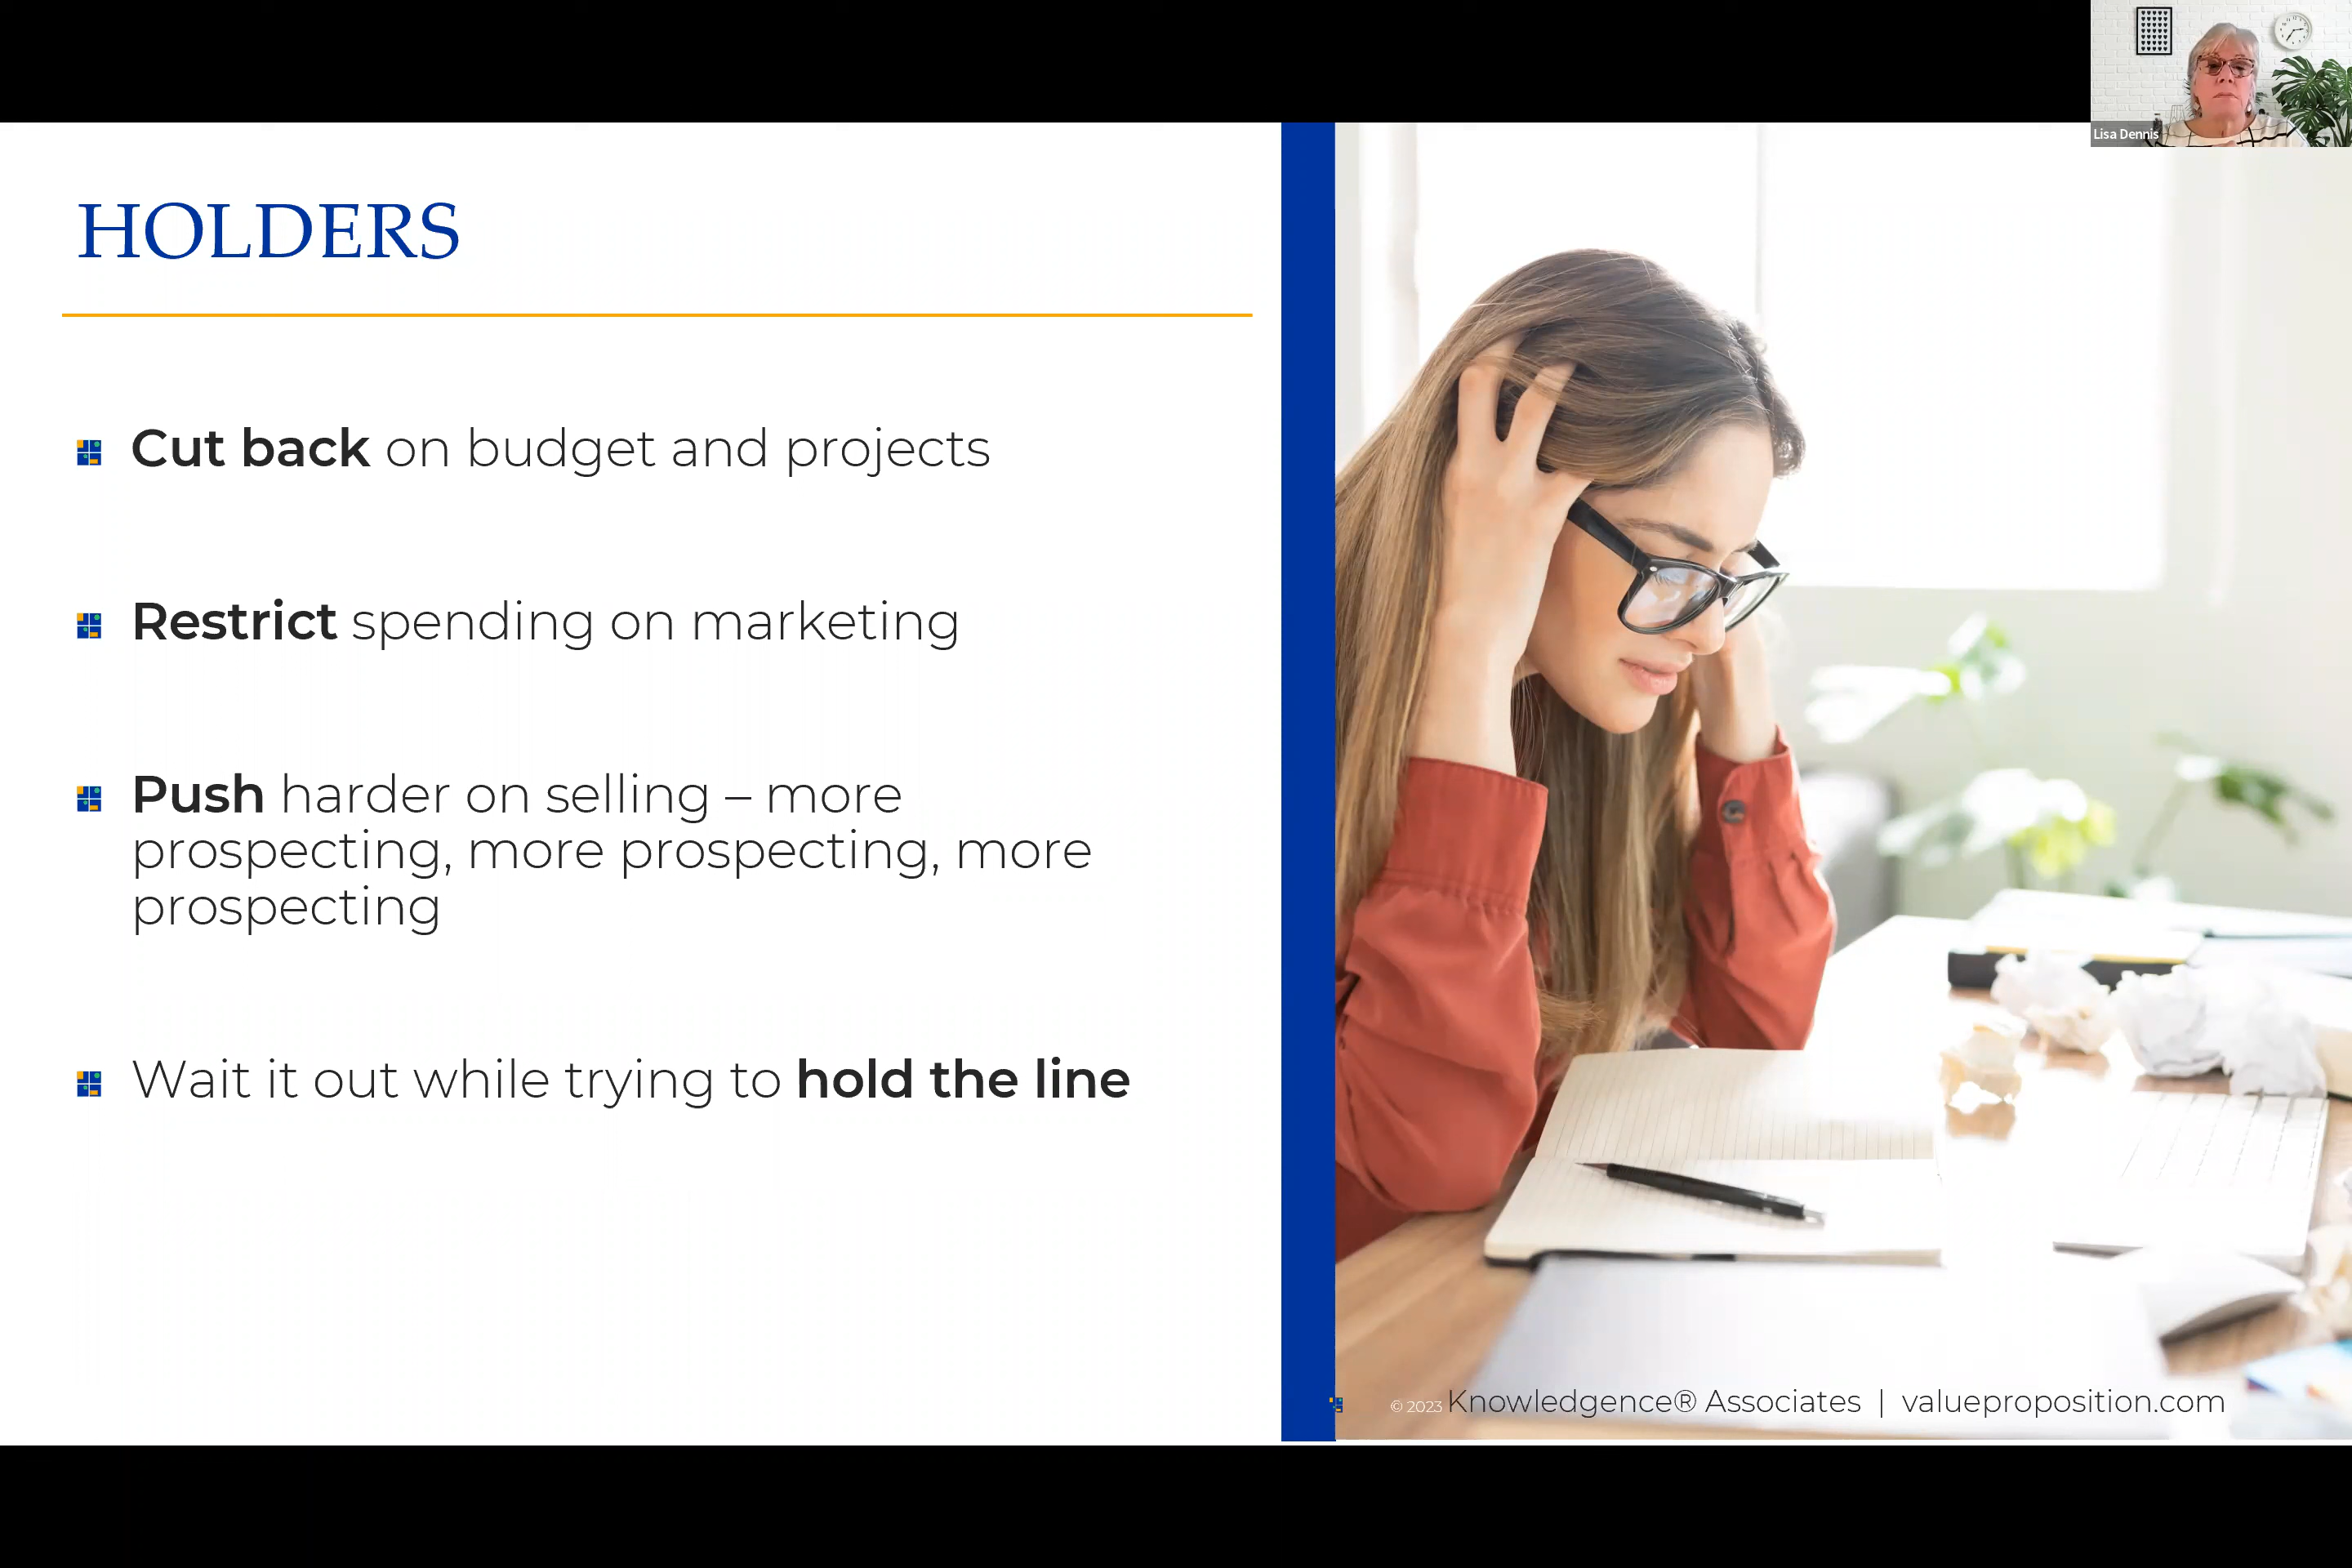 Lisa Dennis
HOLDERS
Cut back on budget and projects
Restrict spending on marketing
Push harder on selling – more
prospecting, more prospecting, more
prospecting
Wait it out while trying to hold the line
© 2023 Knowledgence® Associates | valueproposition.com